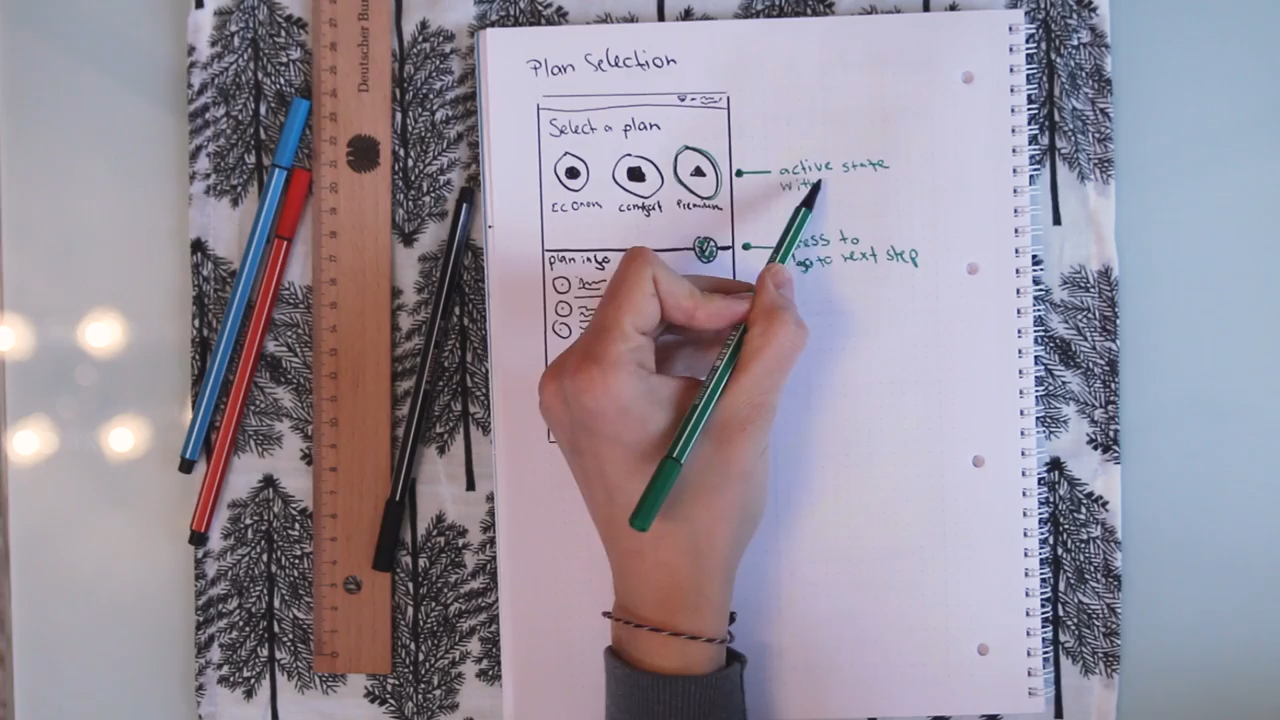 Plan Selection
Select a plan
Economy
comfort
Premium
active state
with
to
go to next step
plan info
Deutscher Bu